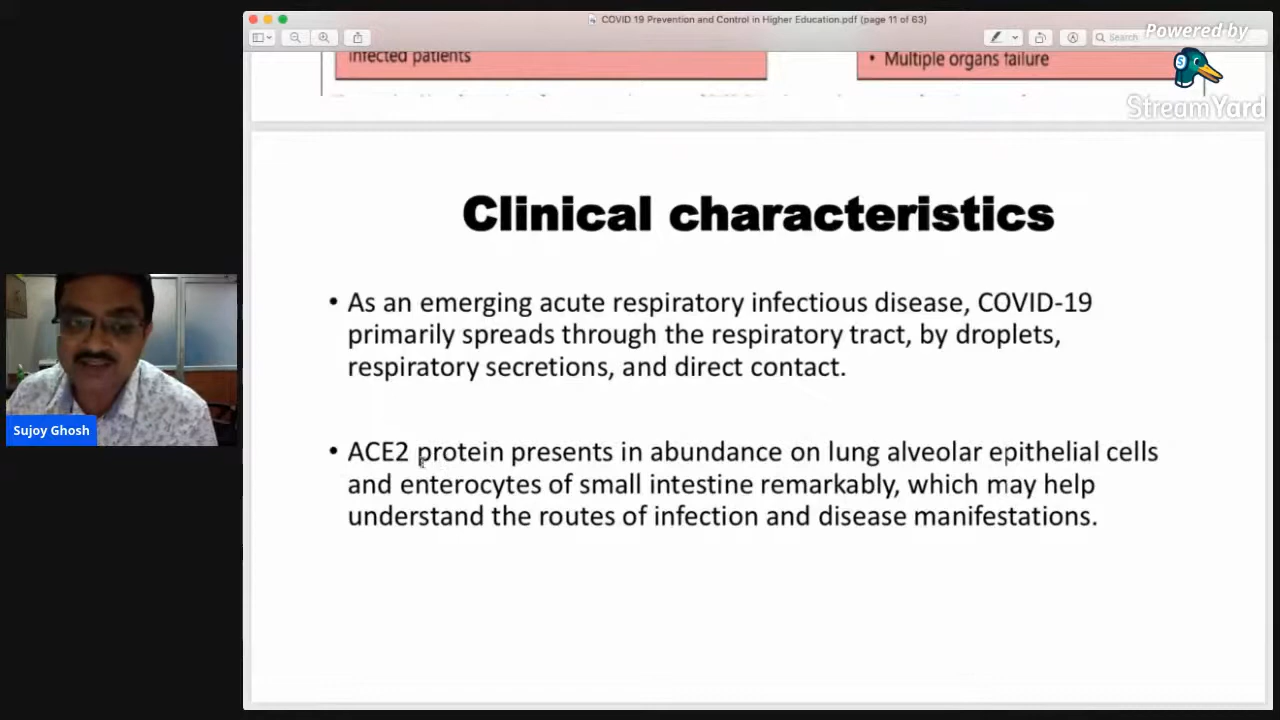 COVID 19 Prevention and Control in Higher Education.pdf (page 11 of 63)
Search
Powered by
StreamYard
infected patients
• Multiple organs failure
Clinical characteristics
• As an emerging acute respiratory infectious disease, COVID-19
primarily spreads through the respiratory tract, by droplets,
respiratory secretions, and direct contact.
• ACE2 protein presents in abundance on lung alveolar epithelial cells
and enterocytes of small intestine remarkably, which may help
understand the routes of infection and disease manifestations.
Sujoy Ghosh